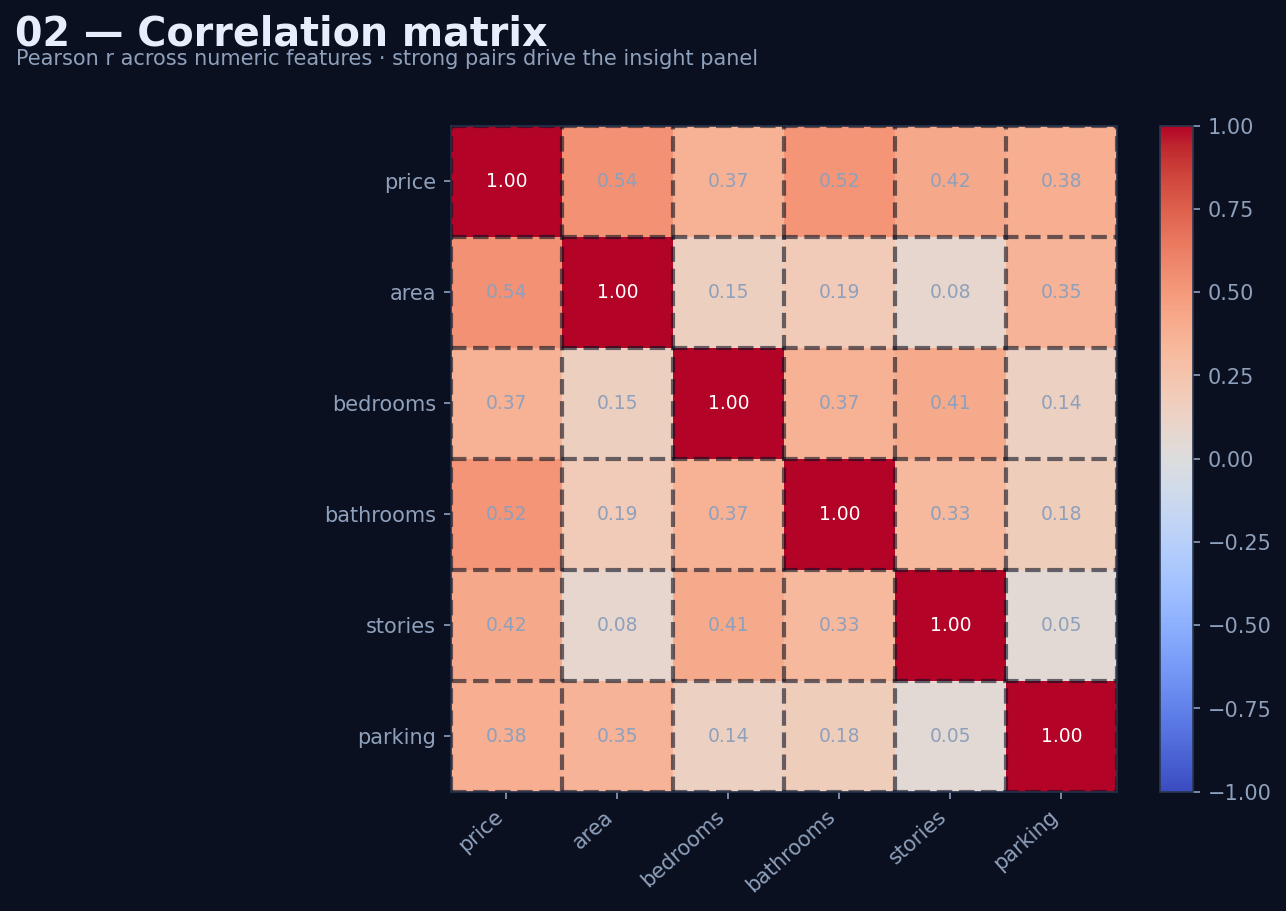 02 — Correlation matrix
Pearson r across numeric features · strong pairs drive the insight panel
price 1.00 0.54 0.37 0.52 0.42 0.38
area 0.54 1.00 0.15 0.19 0.08 0.35
bedrooms 0.37 0.15 1.00 0.37 0.41 0.14
bathrooms 0.52 0.19 0.37 1.00 0.33 0.18
stories 0.42 0.08 0.41 0.33 1.00 0.05
parking 0.38 0.35 0.14 0.18 0.05 1.00
price area bedrooms bathrooms stories parking
1.00
0.75
0.50
0.25
0.00
−0.25
−0.50
−0.75
−1.00